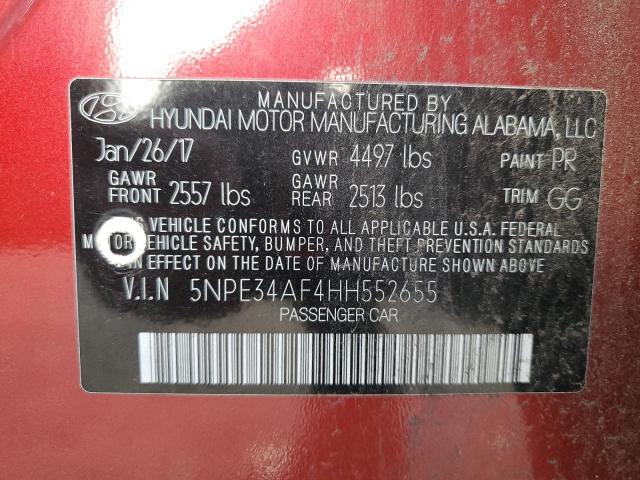 MANUFACTURED BY
HYUNDAI MOTOR MANUFACTURING ALABAMA, LLC
Jan/26/17 GVWR 4497 lbs PAINT PR
GAWR FRONT 2557 lbs GAWR REAR 2513 lbs TRIM GG
VEHICLE CONFORMS TO ALL APPLICABLE U.S.A. FEDERAL
MOTOR VEHICLE SAFETY, BUMPER, AND THEFT PREVENTION STANDARDS
IN EFFECT ON THE DATE OF MANUFACTURE SHOWN ABOVE
V.I.N 5NPE34AF4HH552655
PASSENGER CAR